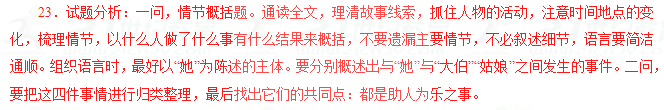 23．试题分析：一问，情节概括题。通读全文，理清故事线索，抓住人物的活动，注意时间地点的变
化，梳理情节，以什么人做了什么事有什么结果来概括，不要遗漏主要情节，不必叙述细节，语言要简洁
通顺。组织语言时，最好以“她”为陈述的主体。要分别概述出与“她”与“大伯”“姑娘”之间发生的事件。二问，
要把这四件事情进行归类整理，最后找出它们的共同点：都是助人为乐之事。